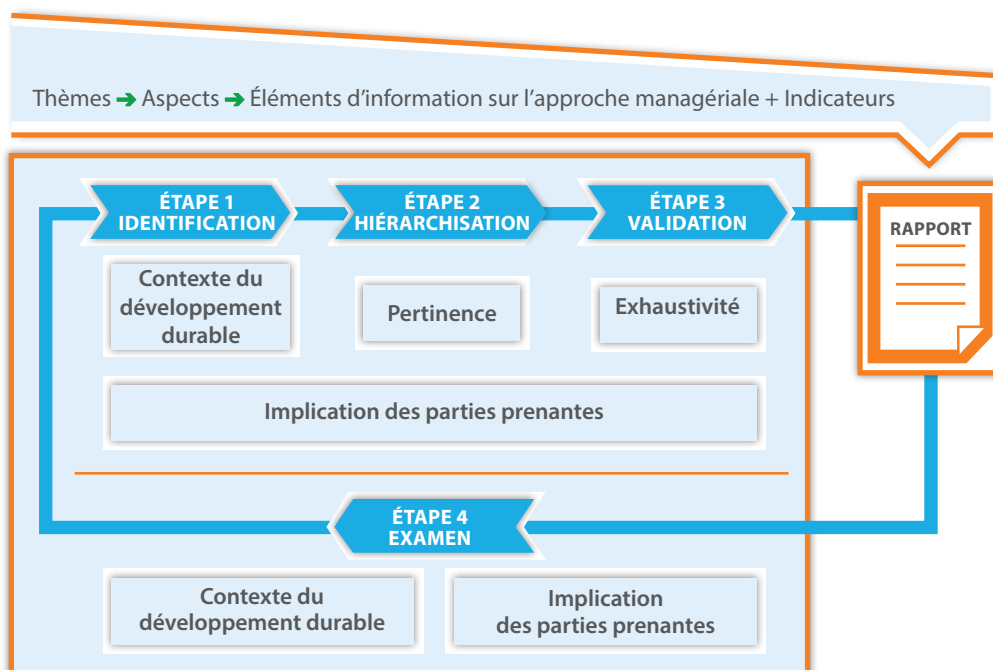 Thèmes ➔ Aspects ➔ Éléments d’information sur l’approche managériale + Indicateurs
ÉTAPE 1
IDENTIFICATION
ÉTAPE 2
HIÉRARCHISATION
ÉTAPE 3
VALIDATION
RAPPORT
Contexte du
développement
durable
Pertinence
Exhaustivité
Implication des parties prenantes
ÉTAPE 4
EXAMEN
Contexte du
développement durable
Implication
des parties prenantes